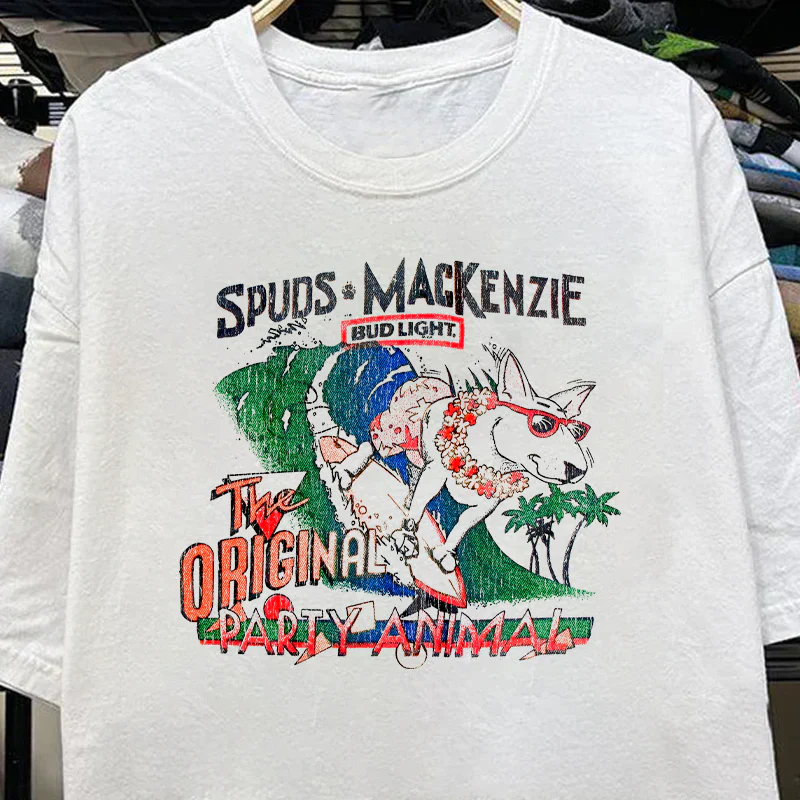 SPUDS MACKENZIE
BUD LIGHT.
The
ORIGINAL
PARTY ANIMAL